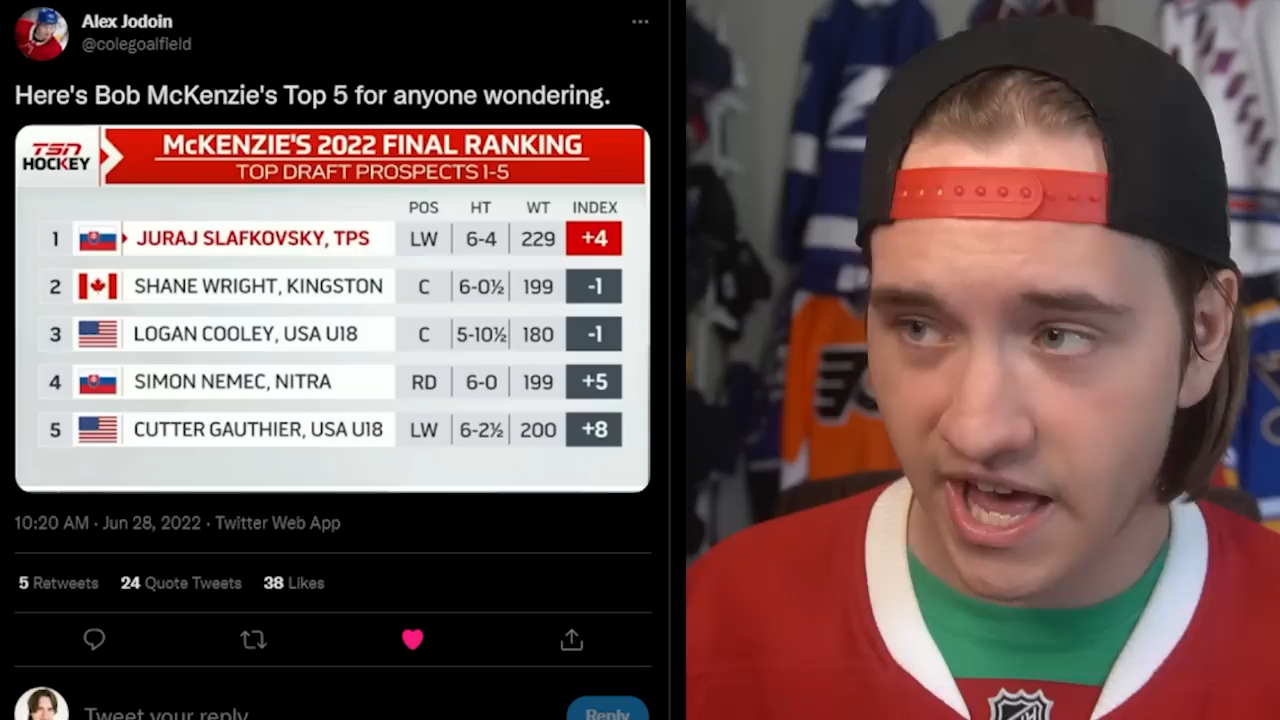 Alex Jodoin
@colegoalfield
Here's Bob McKenzie's Top 5 for anyone wondering.
TSN HOCKEY
McKENZIE'S 2022 FINAL RANKING
TOP DRAFT PROSPECTS 1-5
POS HT WT INDEX
1 JURAJ SLAFKOVSKY, TPS LW 6-4 229 +4
2 SHANE WRIGHT, KINGSTON C 6-0½ 199 -1
3 LOGAN COOLEY, USA U18 C 5-10½ 180 -1
4 SIMON NEMEC, NITRA RD 6-0 199 +5
5 CUTTER GAUTHIER, USA U18 LW 6-2½ 200 +8
10:20 AM · Jun 28, 2022 · Twitter Web App
5 Retweets 24 Quote Tweets 38 Likes
Tweet your reply
Reply
NHL